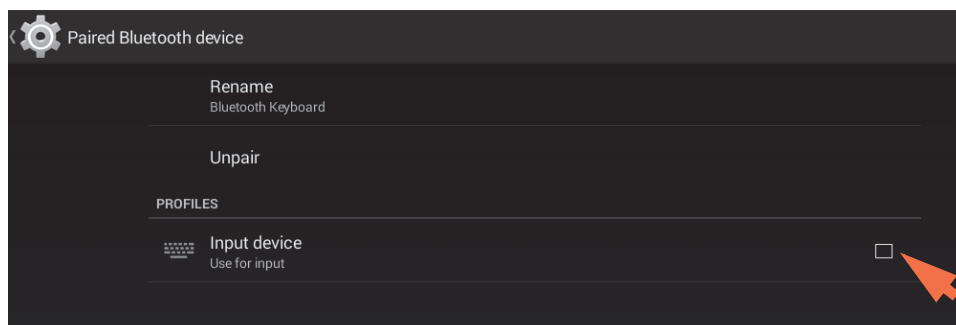 Paired Bluetooth device
Rename
Bluetooth Keyboard
Unpair
PROFILES
Input device
Use for input